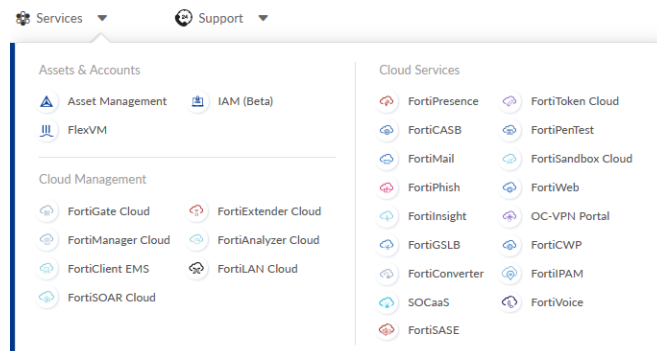 Services
Support
Assets & Accounts
Asset Management
IAM (Beta)
FlexVM
Cloud Management
FortiGate Cloud
FortiExtender Cloud
FortiManager Cloud
FortiAnalyzer Cloud
FortiClient EMS
FortiLAN Cloud
FortiSOAR Cloud
Cloud Services
FortiPresence
FortiToken Cloud
FortiCASB
FortiPenTest
FortiMail
FortiSandbox Cloud
FortiPhish
FortiWeb
FortiInsight
OC-VPN Portal
FortiGSLB
FortiCWP
FortiConverter
FortiIPAM
SOCaaS
FortiVoice
FortiSASE